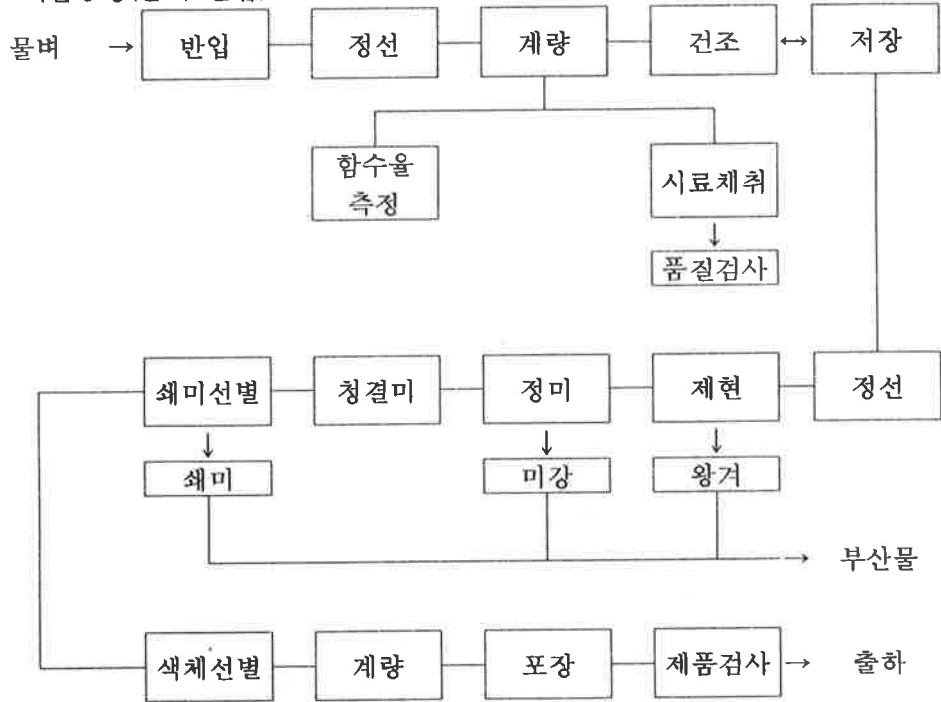 물벼 → 반입 정선 계량 건조 ↔ 저장
함수율
측정
시료채취
↓
품질검사
쇄미선별 청결미 정미 제현 정선
↓ ↓ ↓
쇄미 미강 왕겨
→ 부산물
색체선별 계량 포장 제품검사 → 출하